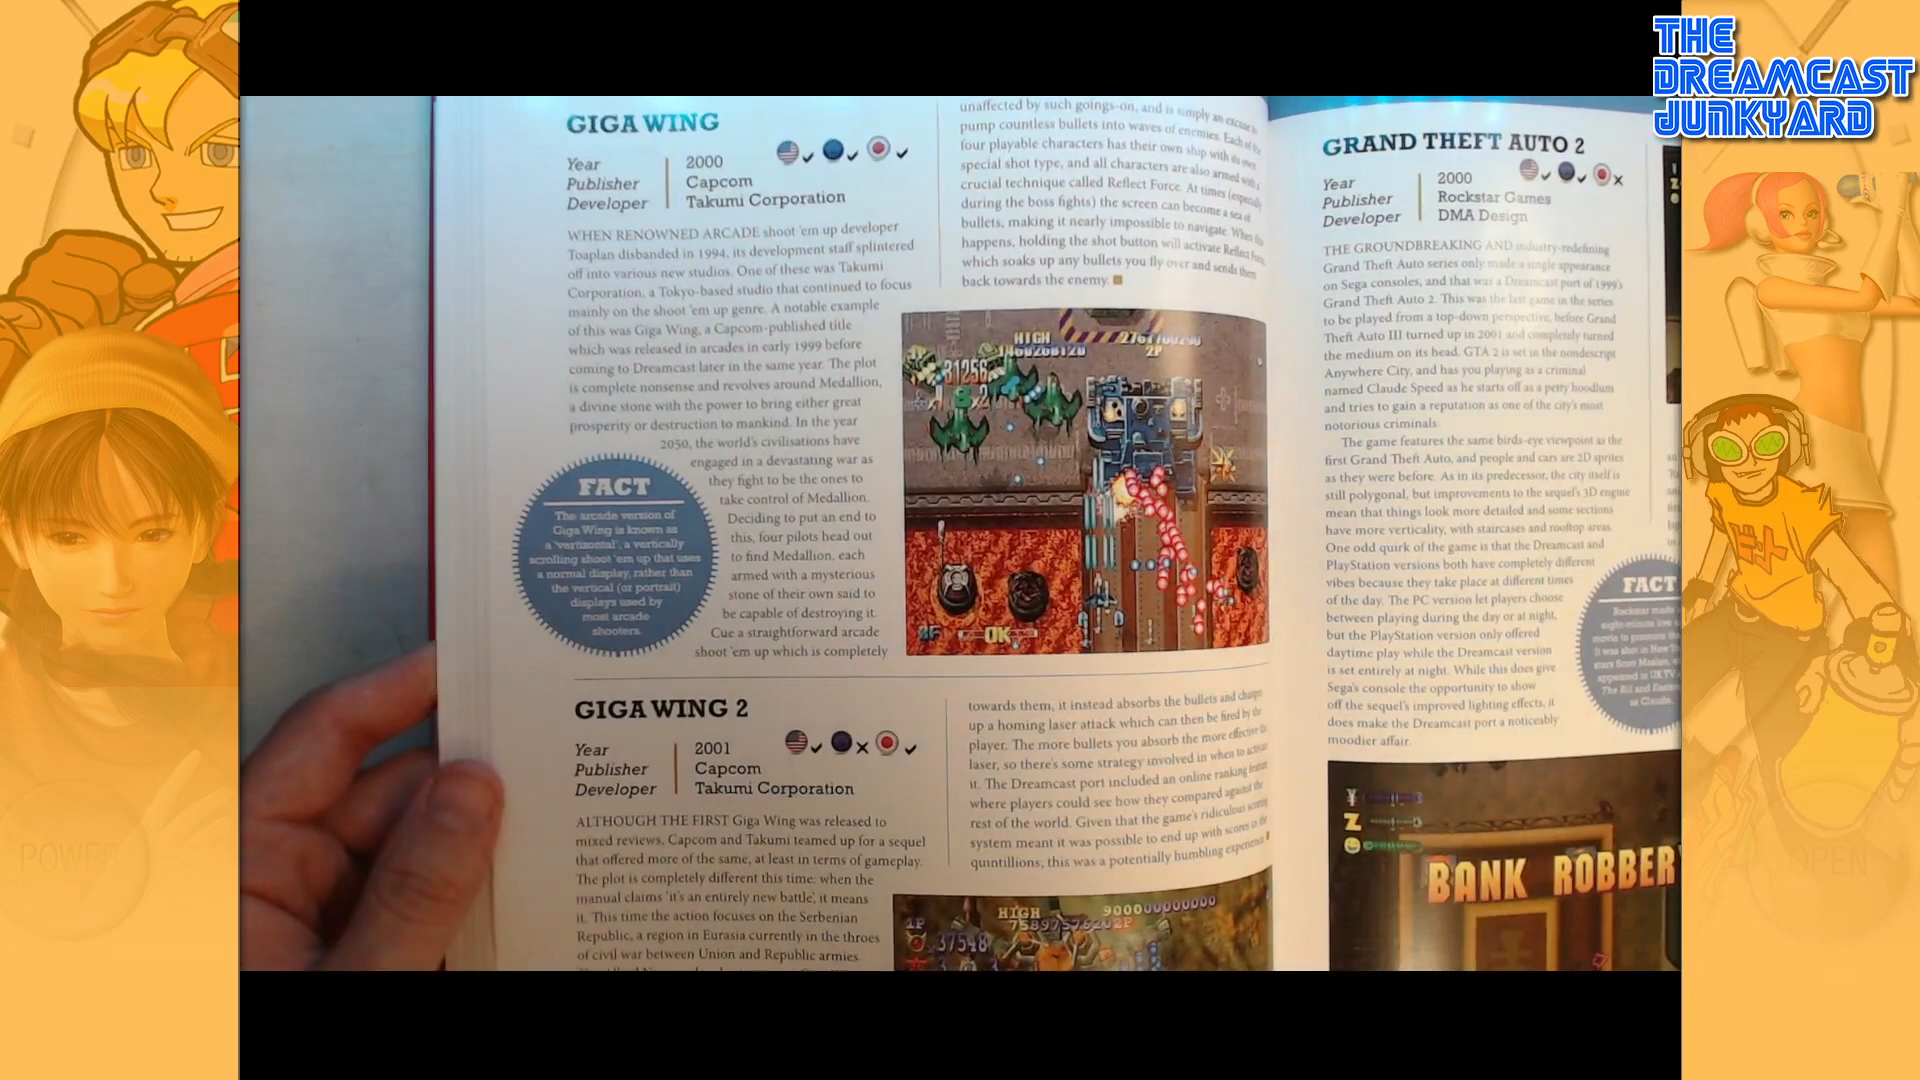 THE
DREAMCAST
JUNKYARD
GIGA WING
Year 2000
Publisher Capcom
Developer Takumi Corporation
WHEN RENOWNED ARCADE shoot 'em up developer
Toaplan disbanded in 1994, its development staff splintered
off into various new studios. One of these was Takumi
Corporation, a Tokyo-based studio that continued to focus
mainly on the shoot 'em up genre. A notable example
of this was Giga Wing, a Capcom-published title
which was released in arcades in early 1999 before
coming to Dreamcast later in the same year. The plot
is complete nonsense and revolves around Medallion,
a divine stone with the power to bring either great
prosperity or destruction to mankind. In the year
2050, the world's civilisations have
engaged in a devastating war as
they fight to be the ones to
take control of Medallion.
Deciding to put an end to
this, four pilots head out
to find Medallion, each
armed with a mysterious
stone of their own said to
be capable of destroying it.
Cue a straightforward arcade
shoot 'em up which is completely
FACT
The arcade version of
Giga Wing is known as
a 'vertizontal', a vertically
scrolling shoot 'em up that uses
a normal display, rather than
the vertical (or portrait)
displays used by
most arcade
shooters.
unaffected by such goings-on, and is simply an excuse to
pump countless bullets into waves of enemies. Each of the
four playable characters has their own ship with its own
special shot type, and all characters are also armed with a
crucial technique called Reflect Force. At times (especially
during the boss fights) the screen can become a sea of
bullets, making it nearly impossible to navigate. When this
happens, holding the shot button will activate Reflect Force,
which soaks up any bullets you fly over and sends them
back towards the enemy.
HIGH
2P
31256
x2
OK
GIGA WING 2
Year 2001
Publisher Capcom
Developer Takumi Corporation
ALTHOUGH THE FIRST Giga Wing was released to
mixed reviews, Capcom and Takumi teamed up for a sequel
that offered more of the same, at least in terms of gameplay.
The plot is completely different this time: when the
manual claims 'it's an entirely new battle', it means
it. This time the action focuses on the Serbenian
Republic, a region in Eurasia currently in the throes
of civil war between Union and Republic armies.
towards them, it instead absorbs the bullets and charges
up a homing laser attack which can then be fired by the
player. The more bullets you absorb the more effective the
laser, so there's some strategy involved in when to activate
it. The Dreamcast port included an online ranking feature
where players could see how they compared against the
rest of the world. Given that the game's ridiculous scoring
system meant it was possible to end up with scores in the
quintillions, this was a potentially humbling experience.
1P
HIGH
37548
2P
GRAND THEFT AUTO 2
Year 2000
Publisher Rockstar Games
Developer DMA Design
THE GROUNDBREAKING AND industry-redefining
Grand Theft Auto series only made a single appearance
on Sega consoles, and that was a Dreamcast port of 1999's
Grand Theft Auto 2. This was the last game in the series
to be played from a top-down perspective, before Grand
Theft Auto III turned up in 2001 and completely turned
the medium on its head. GTA 2 is set in the nondescript
Anywhere City, and has you playing as a criminal
named Claude Speed as he starts off as a petty hoodlum
and tries to gain a reputation as one of the city's most
notorious criminals.
The game features the same birds-eye viewpoint as the
first Grand Theft Auto, and people and cars are 2D sprites
as they were before. As in its predecessor, the city itself is
still polygonal, but improvements to the sequel's 3D engine
mean that things look more detailed and some sections
have more verticality, with staircases and rooftop areas.
One odd quirk of the game is that the Dreamcast and
PlayStation versions both have completely different
vibes because they take place at different times
of the day. The PC version let players choose
between playing during the day or at night,
but the PlayStation version only offered
daytime play while the Dreamcast version
is set entirely at night. While this does give
Sega's console the opportunity to show
off the sequel's improved lighting effects, it
does make the Dreamcast port a noticeably
moodier affair.
FACT
Rockstar made
eight-minute live
movie to promote
It was shot in New
stars Scott Maslen,
appeared in UK TV
The Bill and
as Claude.
BANK ROBBER
POWER
OPEN